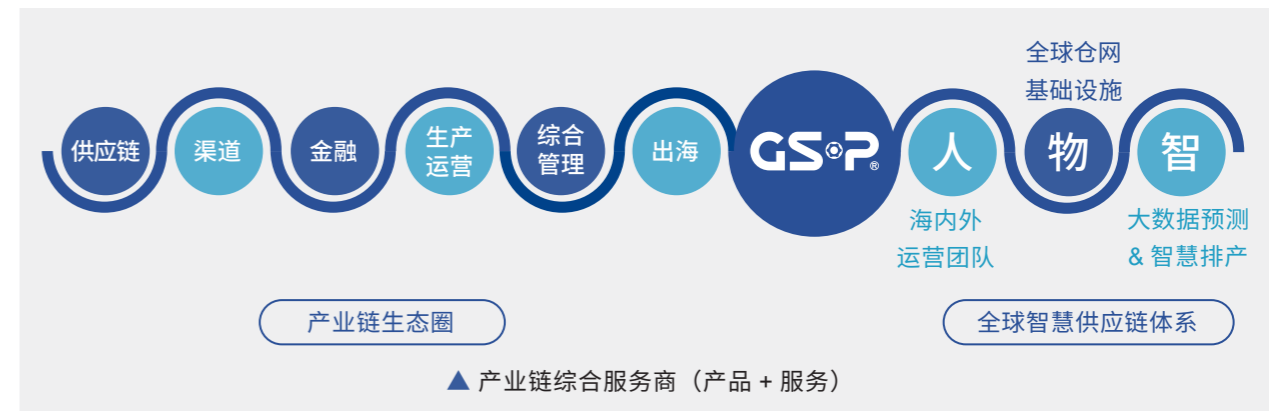 供应链
渠道
金融
生产
运营
综合
管理
出海
GSP®
人
海内外
运营团队
全球仓网
基础设施
物
智
大数据预测
& 智慧排产
产业链生态圈
全球智慧供应链体系
▲ 产业链综合服务商（产品 + 服务）